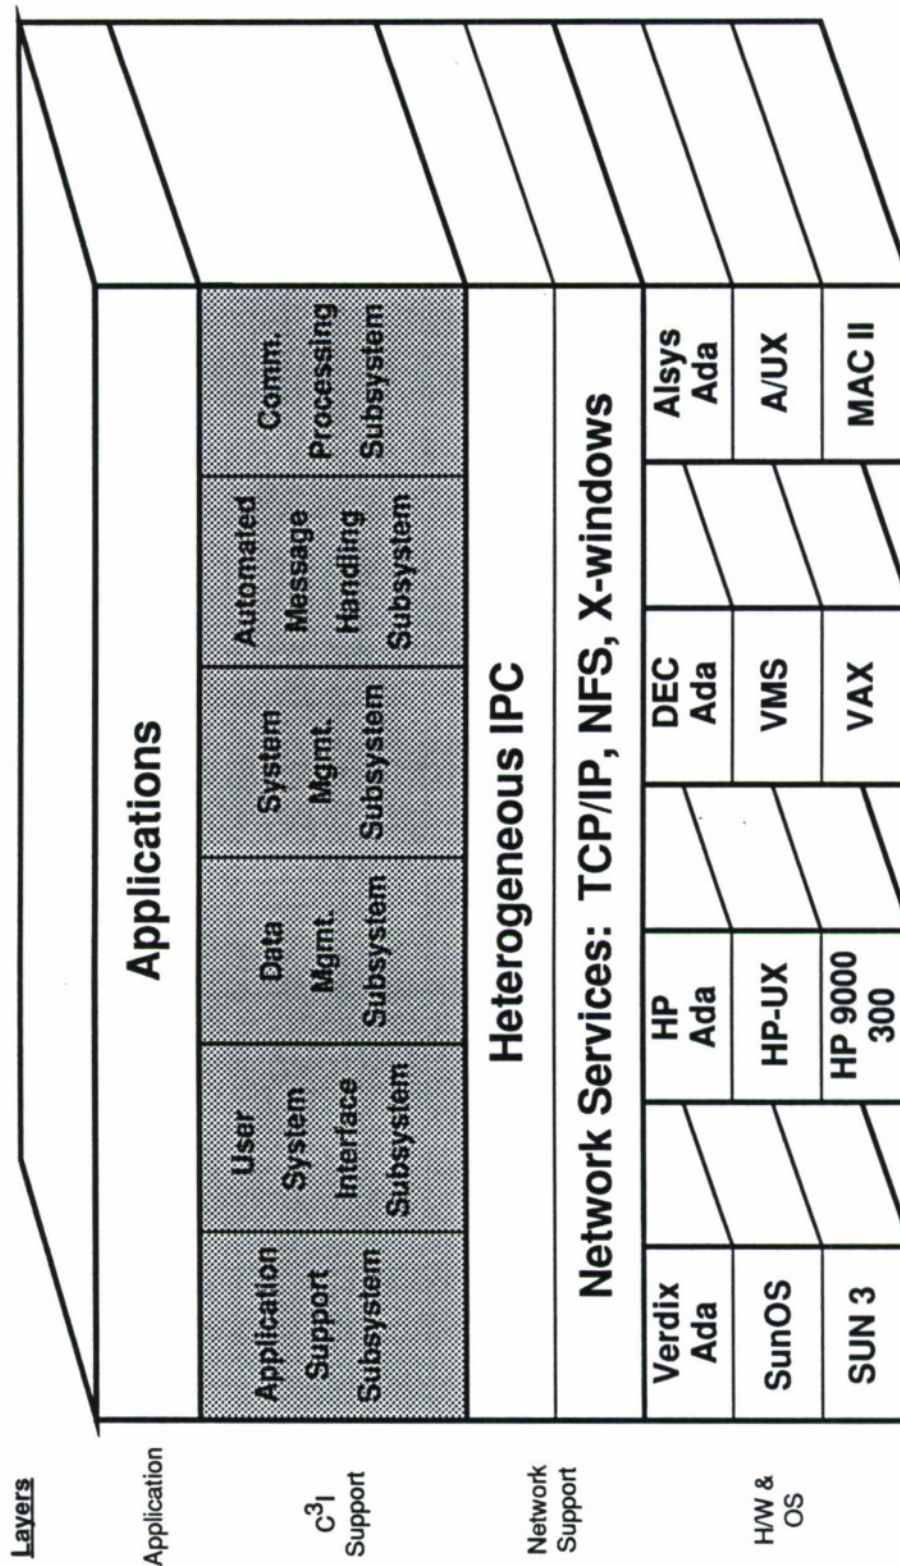 Layers
Application
Applications
C³I
Support
Application
Support
Subsystem
User
System
Interface
Subsystem
Data
Mgmt.
Subsystem
System
Mgmt.
Subsystem
Automated
Message
Handling
Subsystem
Comm.
Processing
Subsystem
Network
Support
Heterogeneous IPC
Network Services: TCP/IP, NFS, X-windows
H/W &
OS
Verdix
Ada
HP
Ada
DEC
Ada
Alsys
Ada
SunOS
HP-UX
VMS
A/UX
SUN 3
HP 9000
300
VAX
MAC II